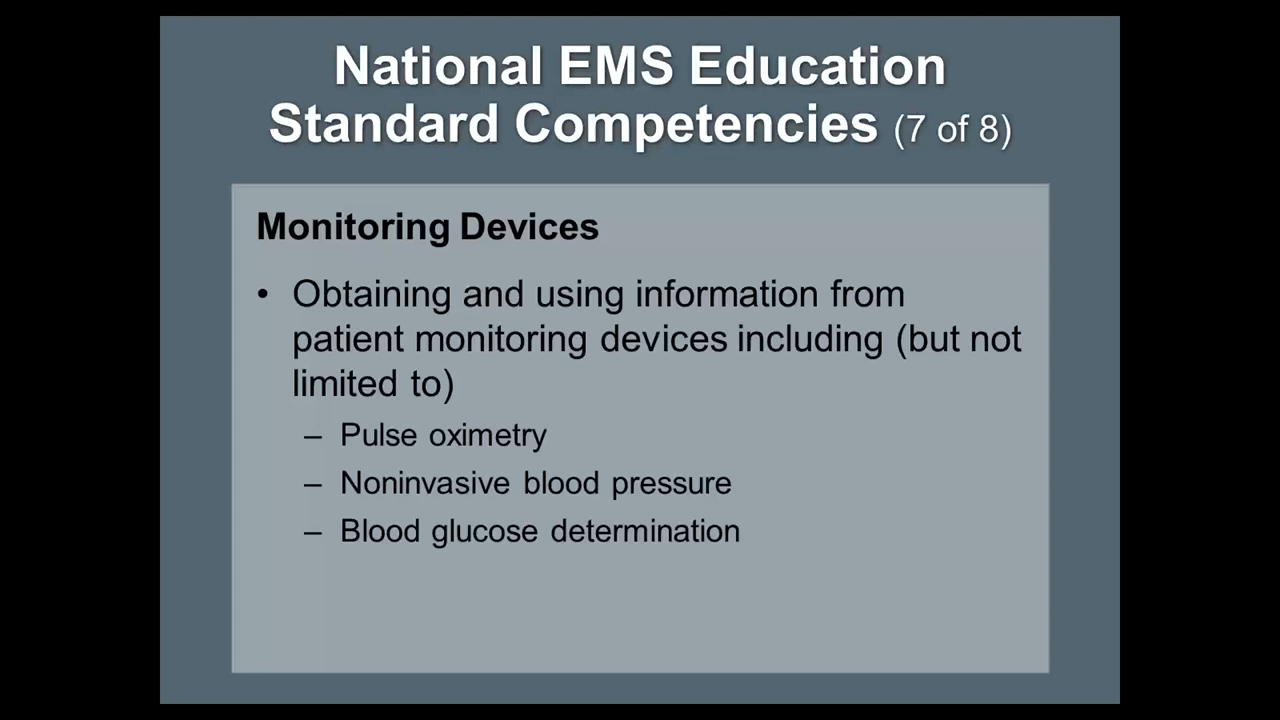 National EMS Education
Standard Competencies (7 of 8)
Monitoring Devices
• Obtaining and using information from
patient monitoring devices including (but not
limited to)
– Pulse oximetry
– Noninvasive blood pressure
– Blood glucose determination